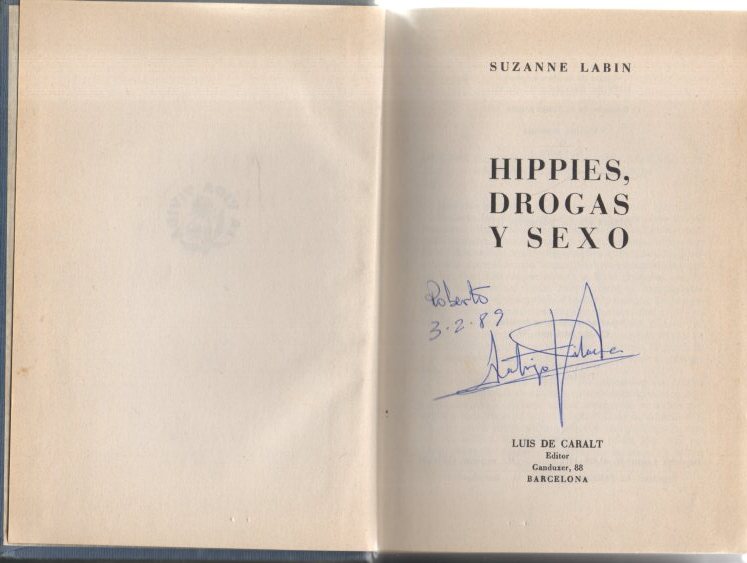 SUZANNE LABIN
HIPPIES,
DROGAS
Y SEXO
Roberto
3.2.89
LUIS DE CARALT
Editor
Ganduxer, 88
BARCELONA